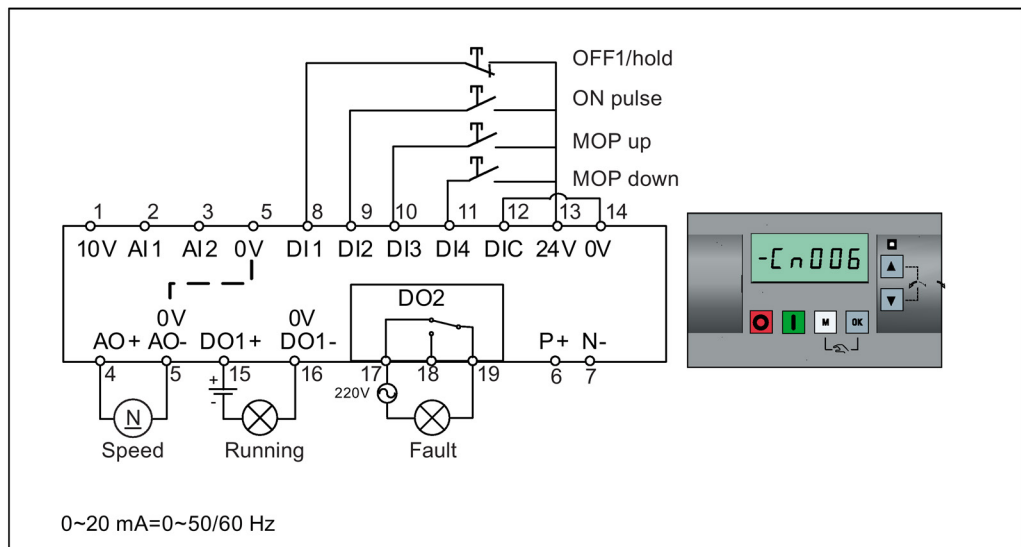 OFF1/hold
ON pulse
MOP up
MOP down
1 2 3 5 8 9 10 11 12 13 14
10V AI1 AI2 0V DI1 DI2 DI3 DI4 DIC 24V 0V
-Cn006
DO2
0V 0V
AO+ AO- DO1+ DO1- P+ N-
M OK
4 5 15 16 17 18 19 6 7
220V
+
-
N
Speed Running Fault
0~20 mA=0~50/60 Hz